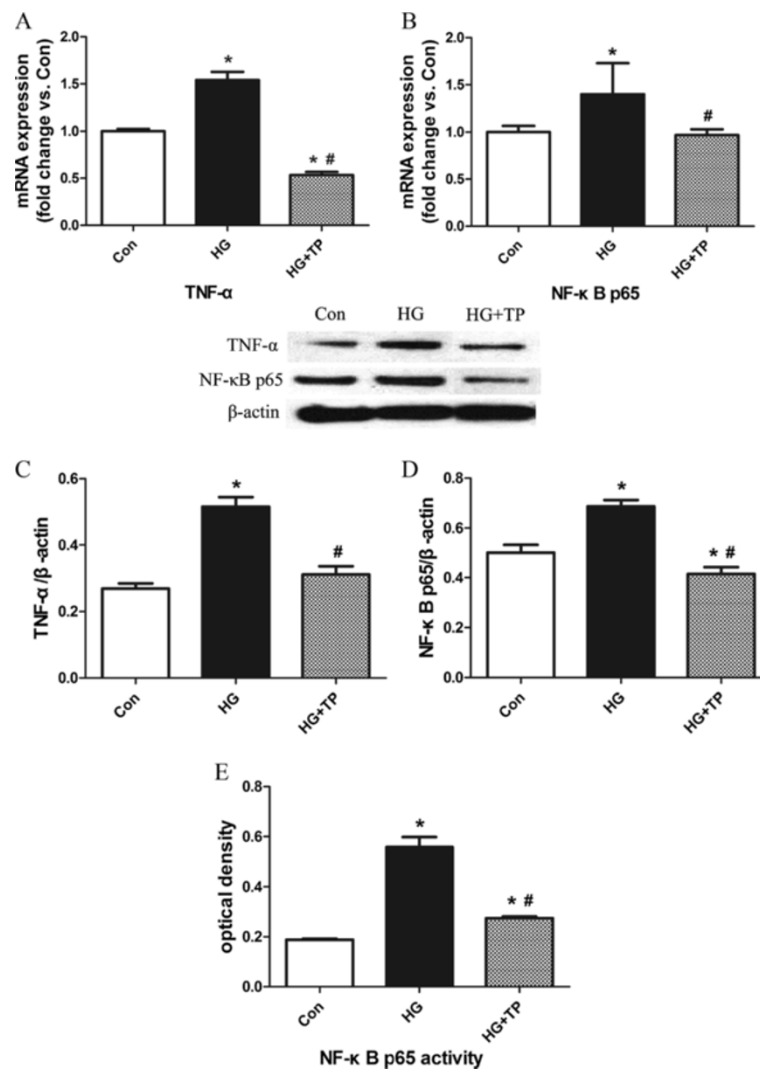 A
mRNA expression
(fold change vs. Con)
2.0
1.5
1.0
0.5
0.0
*
* #
Con
HG
HG+TP
TNF-α
B
mRNA expression
(fold change vs. Con)
2.0
1.5
1.0
0.5
0.0
*
#
Con
HG
HG+TP
NF-κ B p65
Con HG HG+TP
TNF-α
NF-κB p65
β-actin
C
TNF-α/β -actin
0.6
0.4
0.2
0.0
*
#
Con
HG
HG+TP
D
NF-κ B p65/β -actin
0.8
0.6
0.4
0.2
0.0
*
* #
Con
HG
HG+TP
E
optical density
0.8
0.6
0.4
0.2
0.0
*
* #
Con
HG
HG+TP
NF-κ B p65 activity